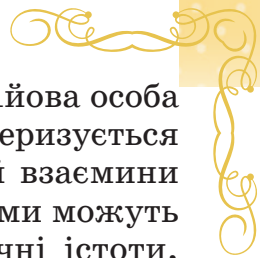 йова особа
еризується
й взаємини
ми можуть
чні істоти,